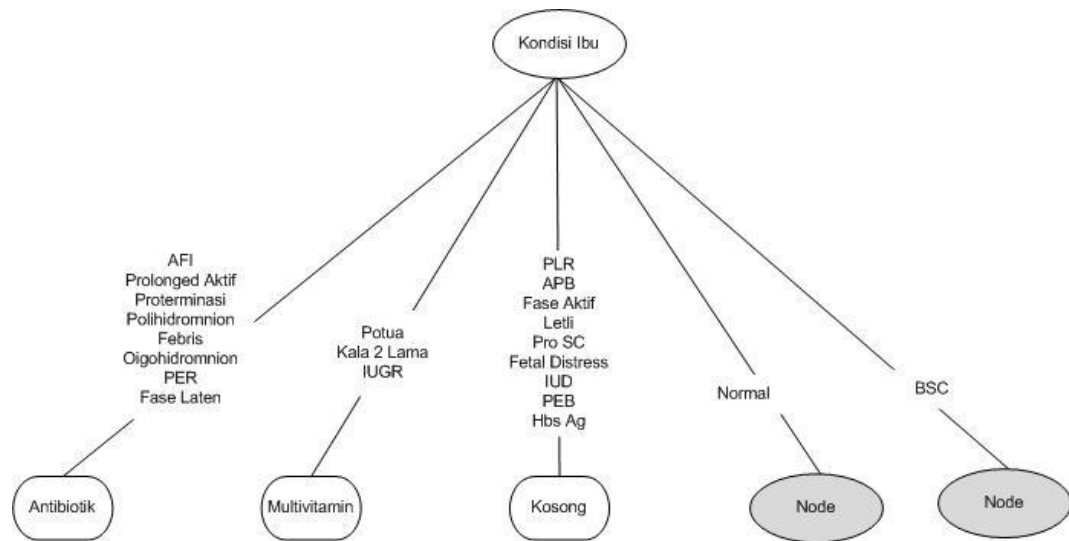 Kondisi Ibu
AFI
Prolonged Aktif
Proterminasi
Polihidromnion
Febris
Oigohidromnion
PER
Fase Laten
Potua
Kala 2 Lama
IUGR
PLR
APB
Fase Aktif
Letli
Pro SC
Fetal Distress
IUD
PEB
Hbs Ag
Normal
BSC
Antibiotik
Multivitamin
Kosong
Node
Node